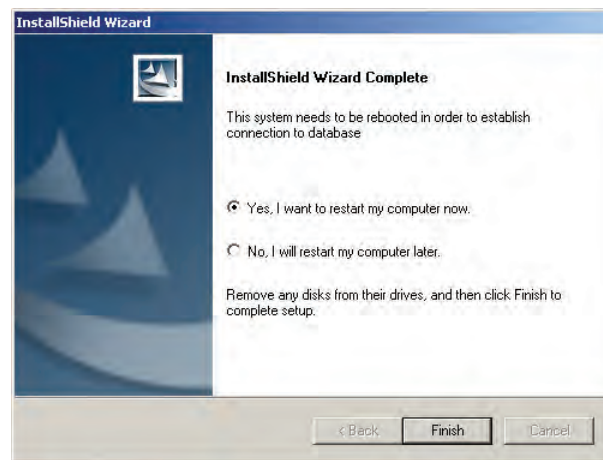 InstallShield Wizard
InstallShield Wizard Complete
This system needs to be rebooted in order to establish
connection to database
Yes, I want to restart my computer now.
No, I will restart my computer later.
Remove any disks from their drives, and then click Finish to
complete setup.
< Back Finish Cancel